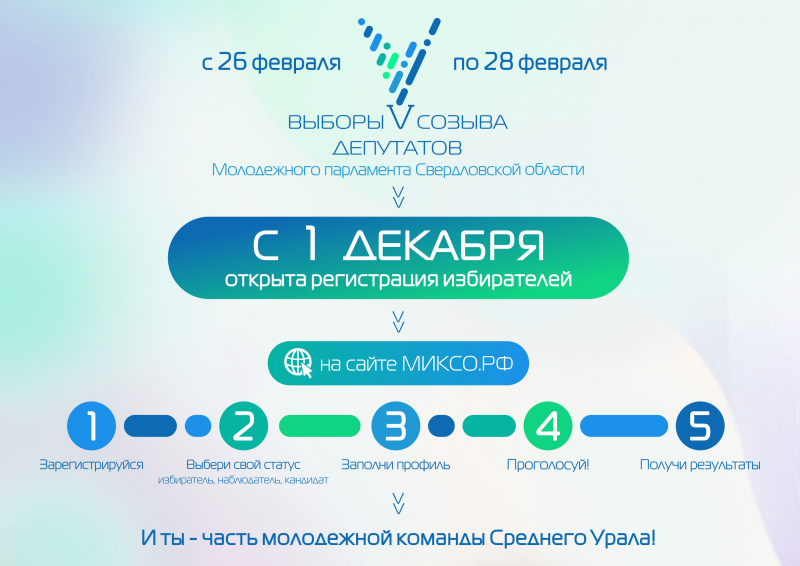 с 26 февраля
по 28 февраля
ВЫБОРЫ V СОЗЫВА
ДЕПУТАТОВ
Молодежного парламента Свердловской области
С 1 ДЕКАБРЯ
открыта регистрация избирателей
на сайте МИКСО.РФ
1 2 3 4 5
Зарегистрируйся
Выбери свой статус
избиратель, наблюдатель, кандидат
Заполни профиль
Проголосуй!
Получи результаты
И ты - часть молодежной команды Среднего Урала!